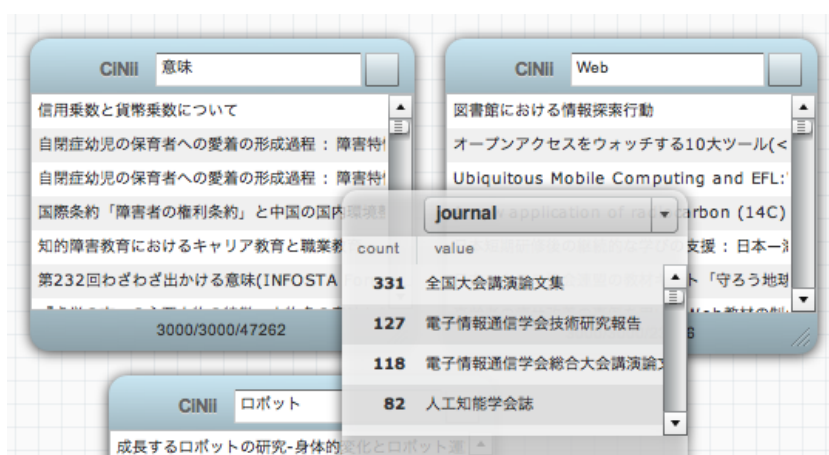 CiNii 意味
信用乗数と貨幣乗数について
自閉症幼児の保育者への愛着の形成過程 : 障害特
自閉症幼児の保育者への愛着の形成過程 : 障害特
国際条約「障害者の権利条約」と中国の国内環境
知的障害教育におけるキャリア教育と職業教
第232回わざわざ出かける意味(INFOSTA
3000/3000/47262
CiNii Web
図書館における情報探索行動
オープンアクセスをウォッチする10大ツール(<
Ubiquitous Mobile Computing and EFL:
application of radiocarbon (14C)
支援 : 日本一
ト「守ろう地球
journal
count value
331 全国大会講演論文集
127 電子情報通信学会技術研究報告
118 電子情報通信学会総合大会講演論文
82 人工知能学会誌
CiNii ロボット
成長するロボットの研究-身体的変化とロボット